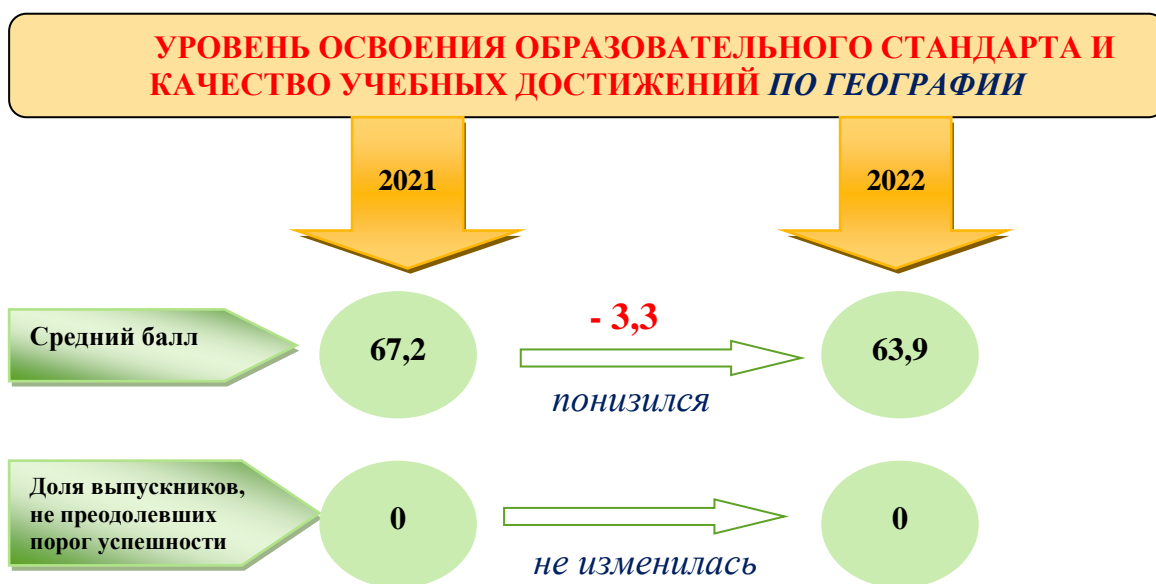 УРОВЕНЬ ОСВОЕНИЯ ОБРАЗОВАТЕЛЬНОГО СТАНДАРТА И
КАЧЕСТВО УЧЕБНЫХ ДОСТИЖЕНИЙ ПО ГЕОГРАФИИ
2021
2022
Средний балл
67,2
- 3,3
понизился
63,9
Доля выпускников,
не преодолевших
порог успешности
0
не изменилась
0